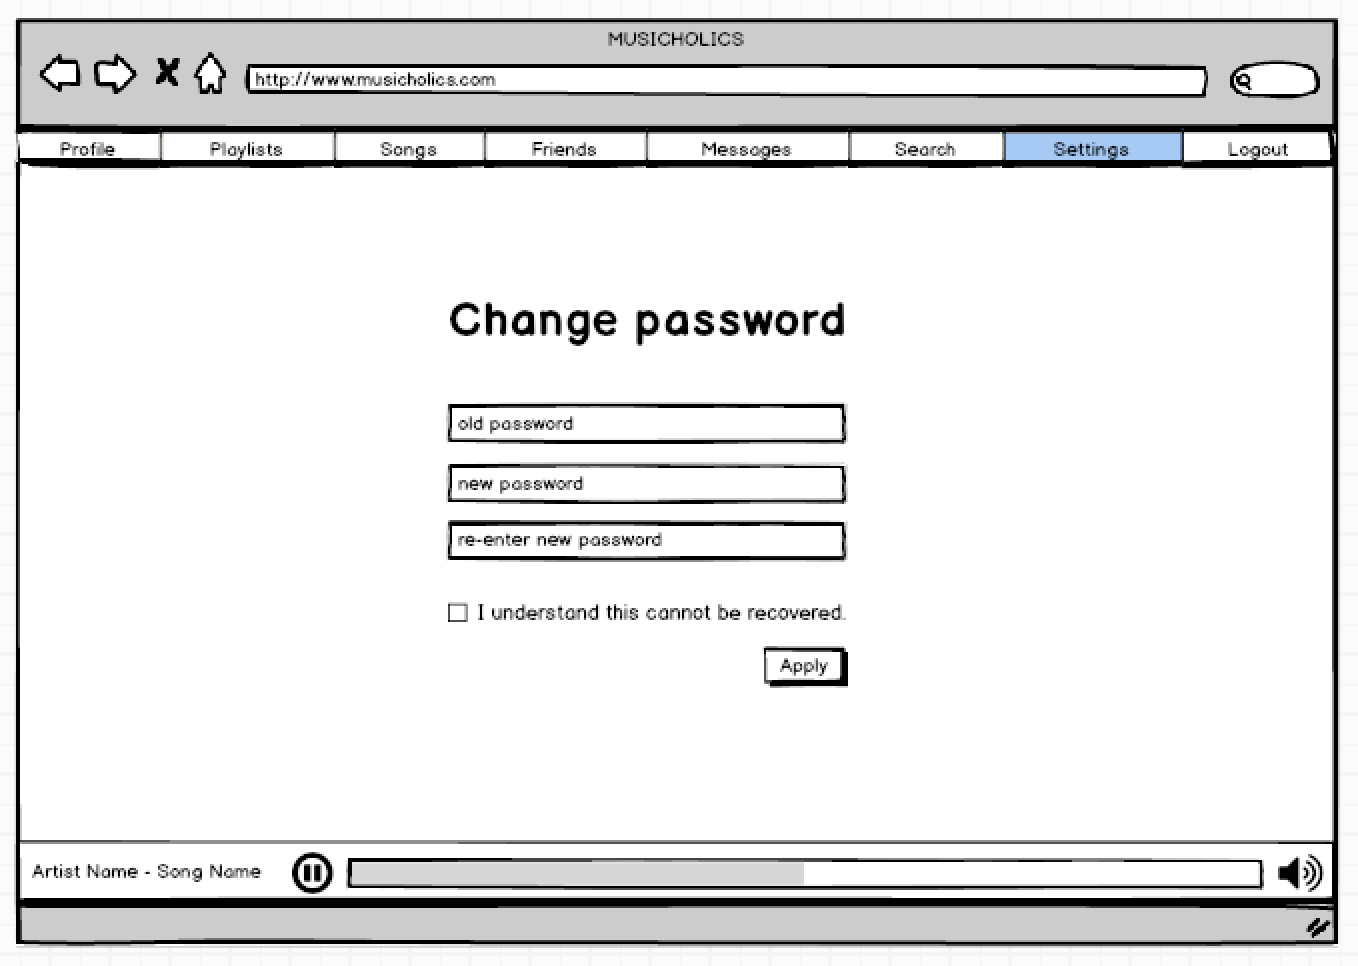 MUSICHOLICS
http://www.musicholics.com
Profile Playlists Songs Friends Messages Search Settings Logout
Change password
old password
new password
re-enter new password
I understand this cannot be recovered.
Apply
Artist Name - Song Name